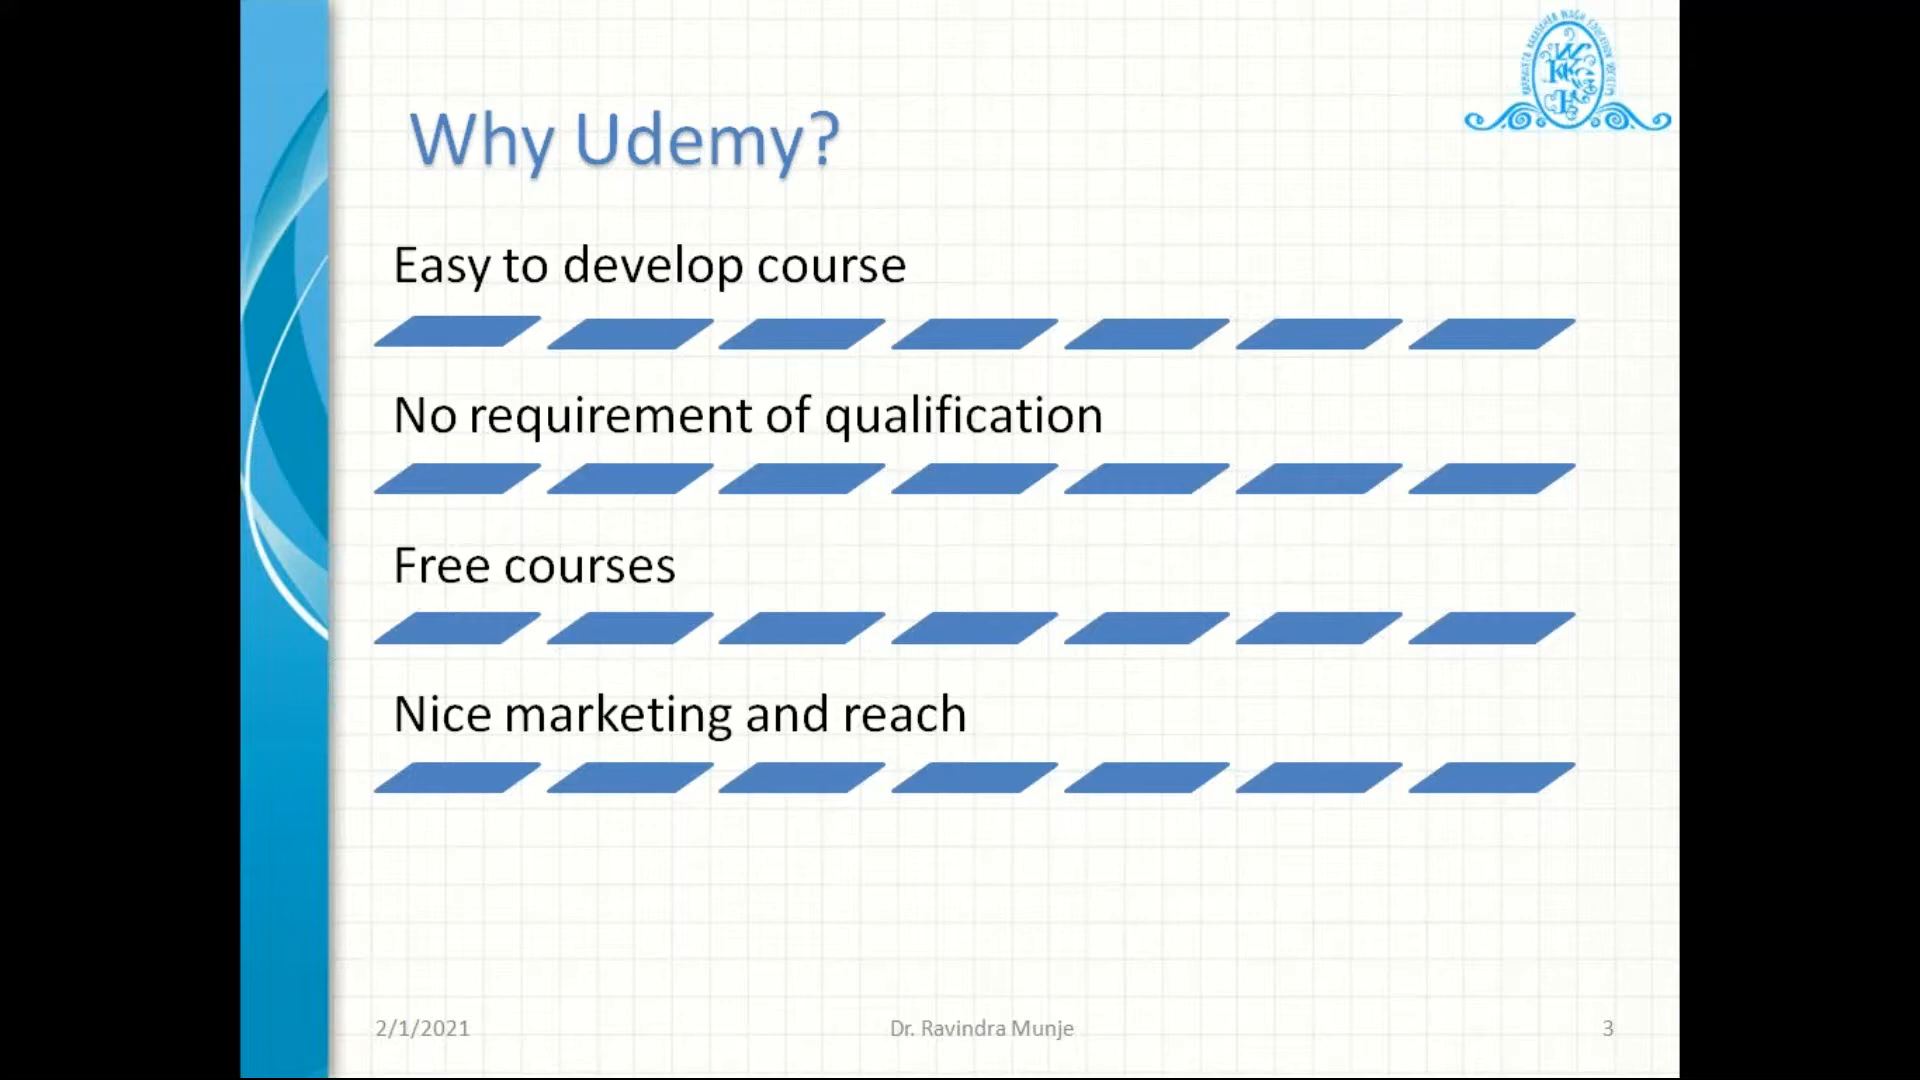 Why Udemy?
Easy to develop course
No requirement of qualification
Free courses
Nice marketing and reach
2/1/2021
Dr. Ravindra Munje
3